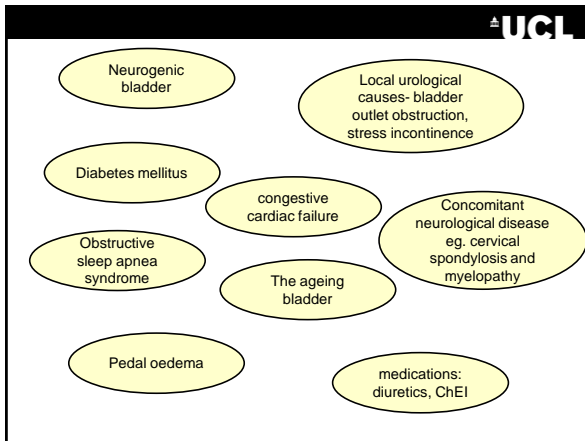 UCL
Neurogenic
bladder
Local urological
causes- bladder
outlet obstruction,
stress incontinence
Diabetes mellitus
congestive
cardiac failure
Concomitant
neurological disease
eg. cervical
spondylosis and
myelopathy
Obstructive
sleep apnea
syndrome
The ageing
bladder
Pedal oedema
medications:
diuretics, ChEI